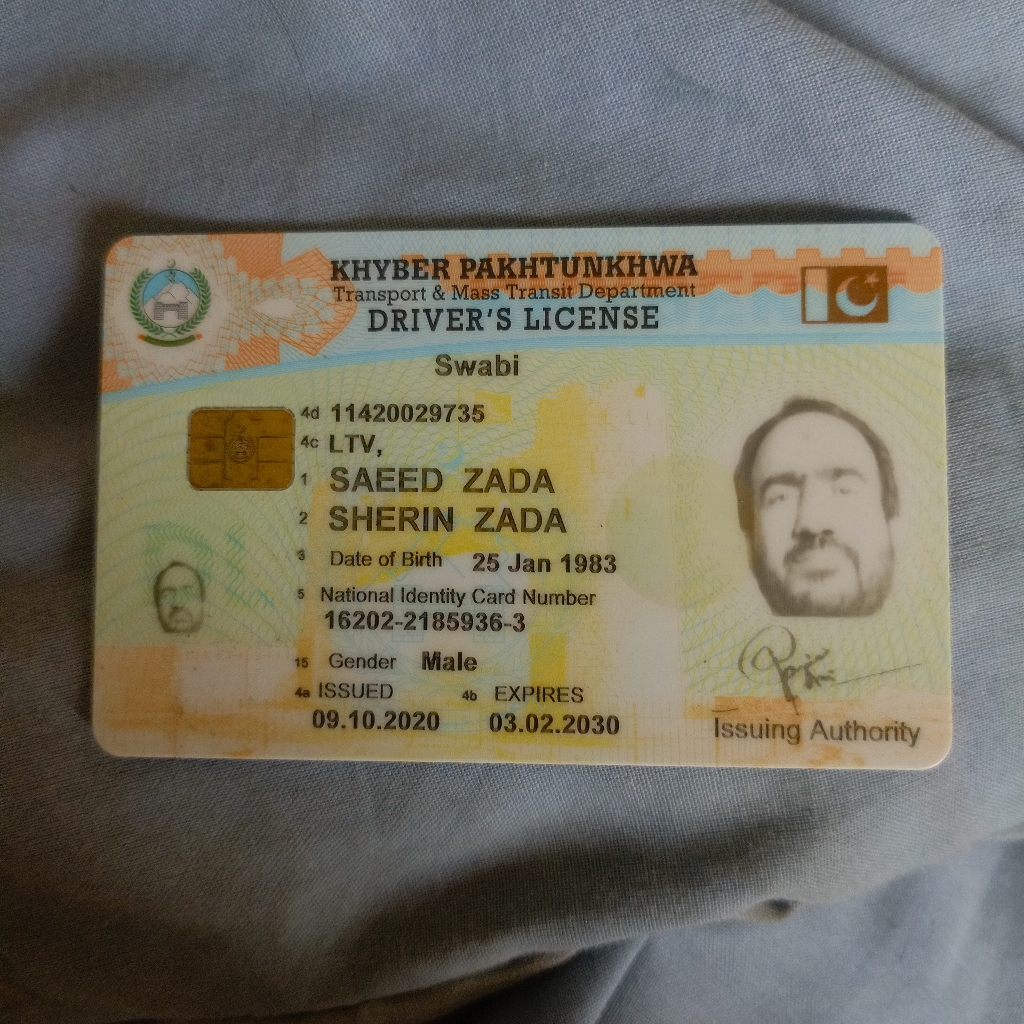 KHYBER PAKHTUNKHWA
Transport & Mass Transit Department
DRIVER'S LICENSE
Swabi
4d 11420029735
4c LTV,
1 SAEED ZADA
2 SHERIN ZADA
3 Date of Birth 25 Jan 1983
5 National Identity Card Number
16202-2185936-3
15 Gender Male
4a ISSUED 4b EXPIRES
09.10.2020 03.02.2030
Issuing Authority